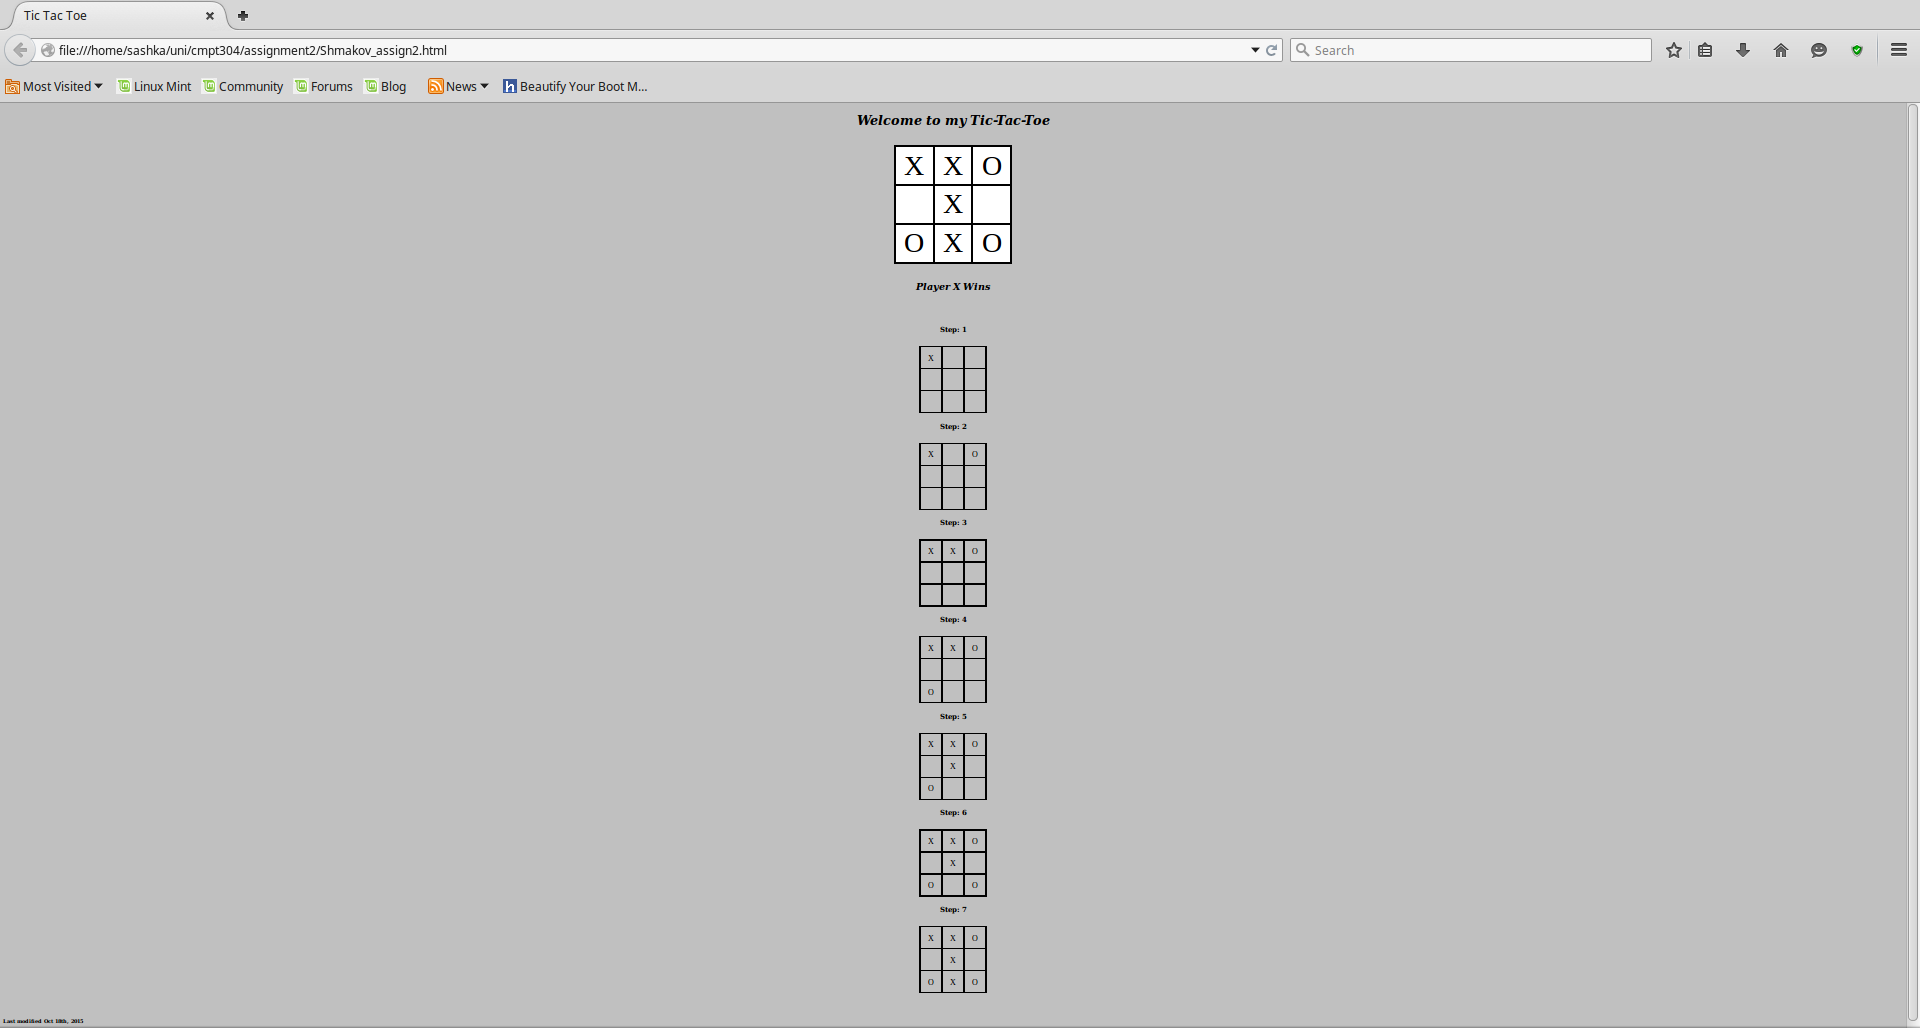 Tic Tac Toe
file:///home/sashka/uni/cmpt304/assignment2/Shmakov_assign2.html
Search
Most Visited Linux Mint Community Forums Blog News Beautify Your Boot M...
Welcome to my Tic-Tac-Toe
X X O
X
O X O
Player X Wins
Step: 1
x
Step: 2
x o
Step: 3
x x o
Step: 4
x x o
o
Step: 5
x x o
x
o
Step: 6
x x o
x
o o
Step: 7
x x o
x
o x o
Last modified Oct 18th, 2015